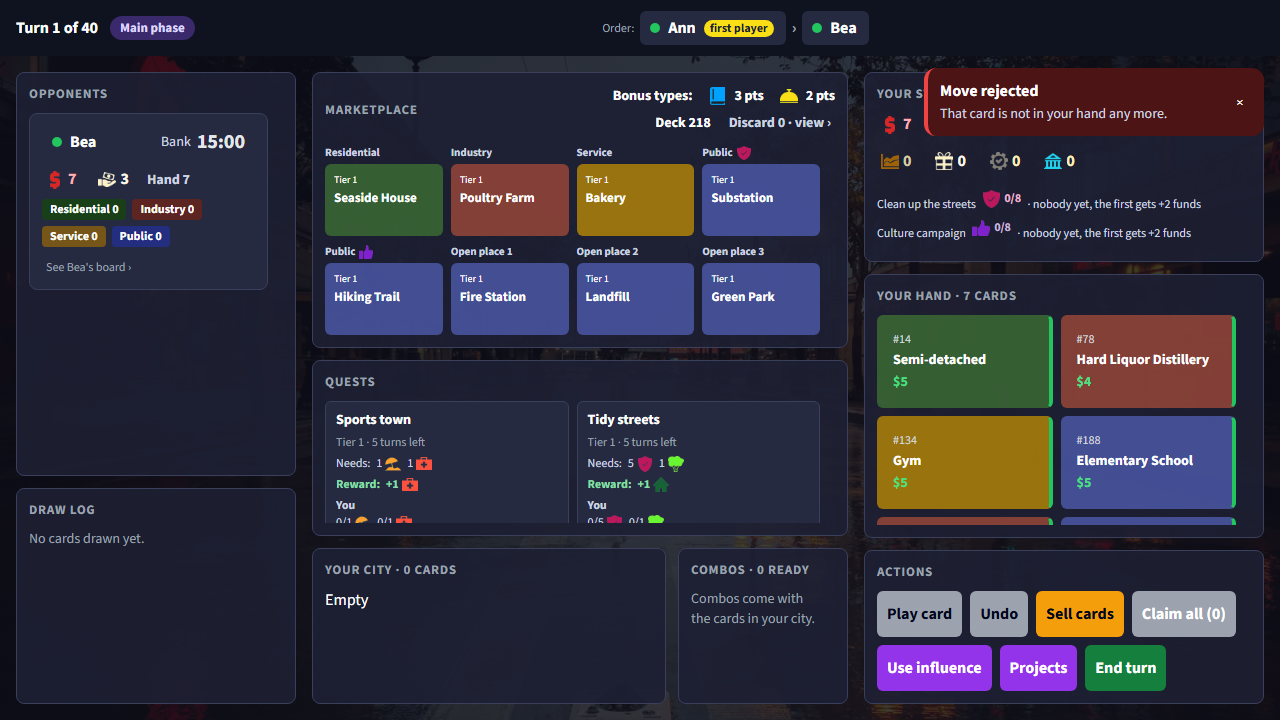 Turn 1 of 40
Main phase
Order: Ann first player › Bea
OPPONENTS
Bea Bank 15:00
7 3 Hand 7
Residential 0 Industry 0
Service 0 Public 0
See Bea's board ›
DRAW LOG
No cards drawn yet.
MARKETPLACE
Bonus types: 3 pts 2 pts
Deck 218 Discard 0 · view ›
Residential Industry Service Public
Tier 1 Tier 1 Tier 1 Tier 1
Seaside House Poultry Farm Bakery Substation
Public Open place 1 Open place 2 Open place 3
Tier 1 Tier 1 Tier 1 Tier 1
Hiking Trail Fire Station Landfill Green Park
QUESTS
Sports town
Tier 1 · 5 turns left
Needs: 1 1
Reward: +1
You
0/1 0/1
Tidy streets
Tier 1 · 5 turns left
Needs: 5 1
Reward: +1
You
0/5 0/1
YOUR CITY · 0 CARDS
Empty
COMBOS · 0 READY
Combos come with
the cards in your city.
YOUR S
Move rejected
That card is not in your hand any more.
×
7
0 0 0 0
Clean up the streets 0/8 · nobody yet, the first gets +2 funds
Culture campaign 0/8 · nobody yet, the first gets +2 funds
YOUR HAND · 7 CARDS
#14
Semi-detached
$5
#78
Hard Liquor Distillery
$4
#134
Gym
$5
#188
Elementary School
$5
ACTIONS
Play card Undo Sell cards Claim all (0)
Use influence Projects End turn